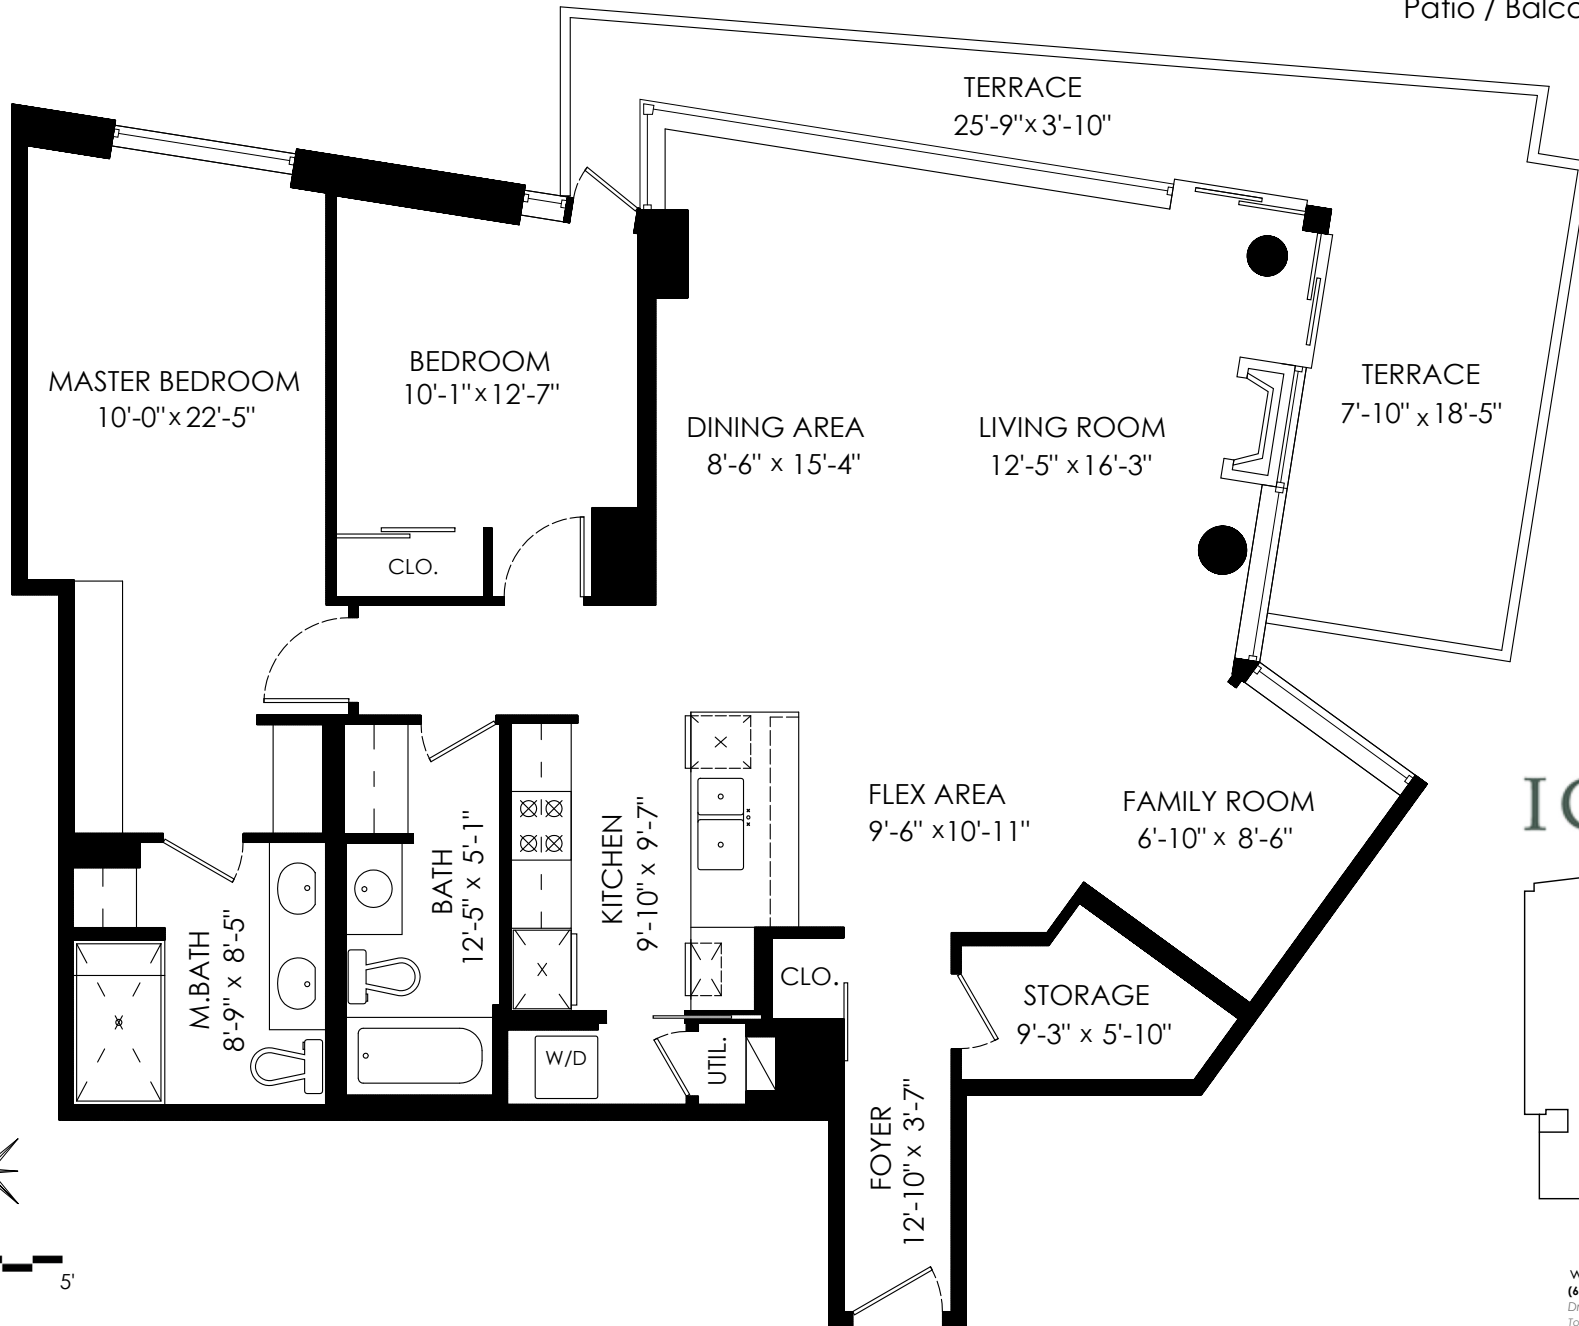 Patio / Balco
TERRACE
25'-9" x 3'-10"
MASTER BEDROOM
10'-0" x 22'-5"
BEDROOM
10'-1" x 12'-7"
CLO.
DINING AREA
8'-6" x 15'-4"
LIVING ROOM
12'-5" x 16'-3"
TERRACE
7'-10" x 18'-5"
FLEX AREA
9'-6" x 10'-11"
FAMILY ROOM
6'-10" x 8'-6"
M.BATH
8'-9" x 8'-5"
BATH
12'-5" x 5'-1"
KITCHEN
9'-10" x 9'-7"
X
X
CLO.
STORAGE
9'-3" x 5'-10"
W/D
UTIL.
FOYER
12'-10" x 3'-7"
5'
(6